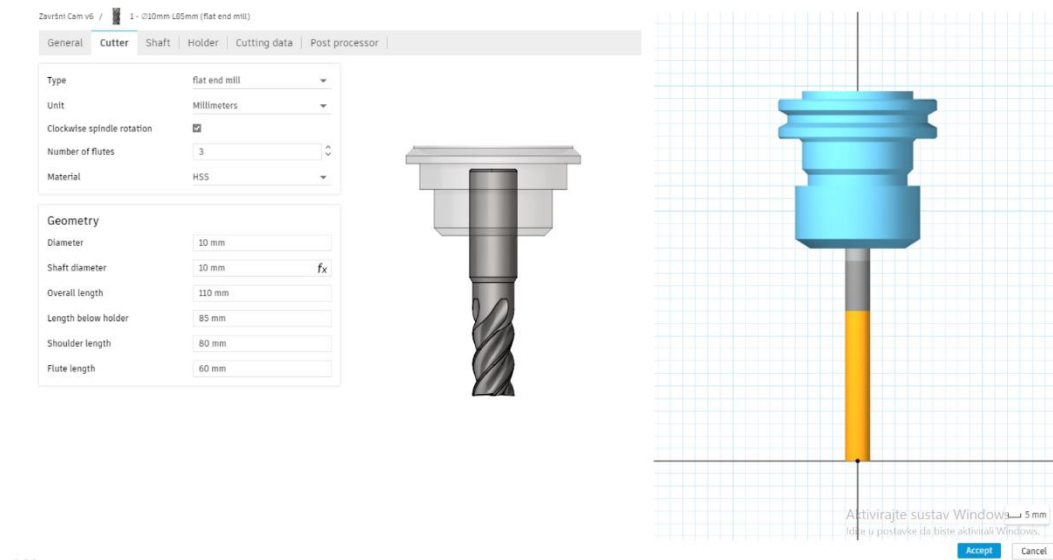 Završni Cam v6 / 1 - Ø10mm L85mm (flat end mill)
General Cutter Shaft Holder Cutting data Post processor
Type flat end mill
Unit Millimeters
Clockwise spindle rotation
Number of flutes 3
Material HSS
Geometry
Diameter 10 mm
Shaft diameter 10 mm fx
Overall length 110 mm
Length below holder 85 mm
Shoulder length 80 mm
Flute length 60 mm
Aktivirajte sustav Windows
5 mm
Idite u postavke da biste aktivirali Windows.
Accept Cancel